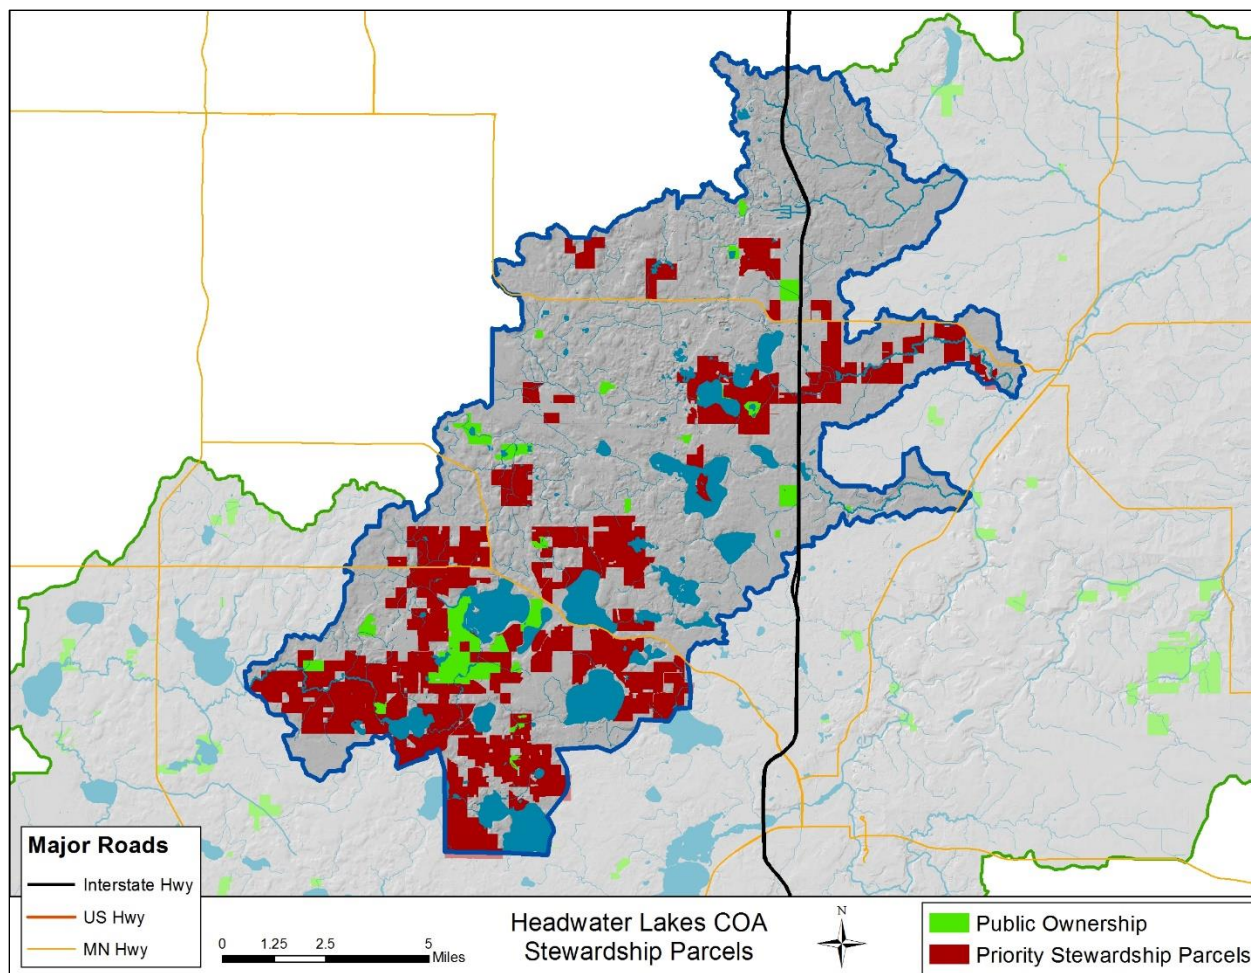 Major Roads
Interstate Hwy
US Hwy
MN Hwy
0 1.25 2.5 5
Miles
Headwater Lakes COA
Stewardship Parcels
N
Public Ownership
Priority Stewardship Parcels